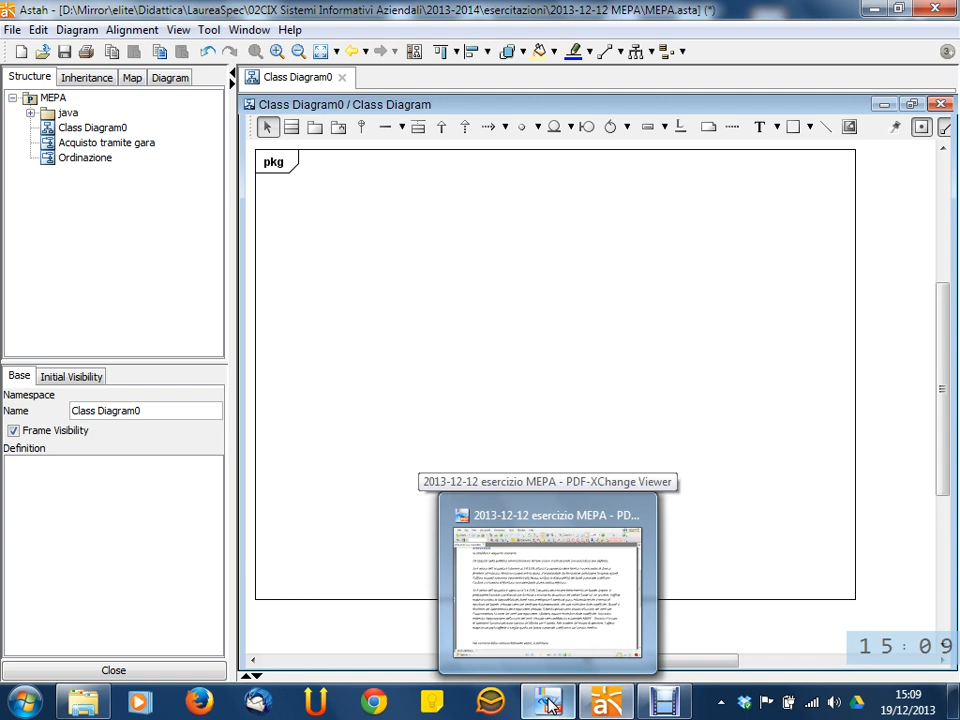 Astah - [D:\Mirror\elite\Didattica\LaureaSpec\02CIX Sistemi Informativi Aziendali\2013-2014\esercitazioni\2013-12-12 MEPA\MEPA.asta] (*)
File Edit Diagram Alignment View Tool Window Help
Structure Inheritance Map Diagram
MEPA
java
Class Diagram0
Acquisto tramite gara
Ordinazione
Class Diagram0
Class Diagram0 / Class Diagram
pkg
Base Initial Visibility
Namespace
Name Class Diagram0
Frame Visibility
Definition
Close
2013-12-12 esercizio MEPA - PDF-XChange Viewer
2013-12-12 esercizio MEPA - PD...
15:09
15:09
19/12/2013